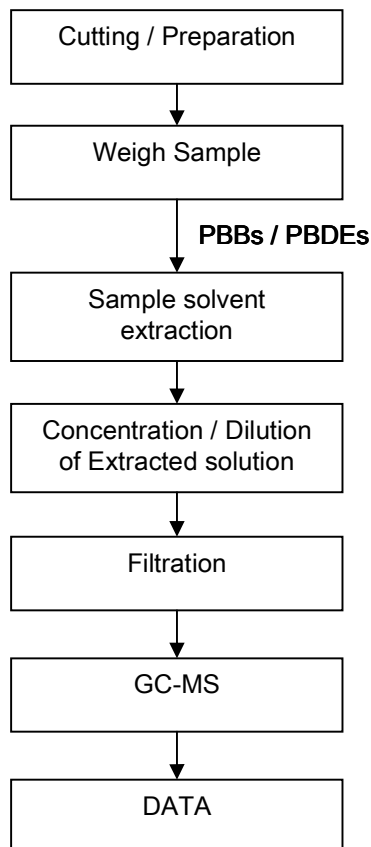 Cutting / Preparation
Weigh Sample
PBBs / PBDEs
Sample solvent
extraction
Concentration / Dilution
of Extracted solution
Filtration
GC-MS
DATA